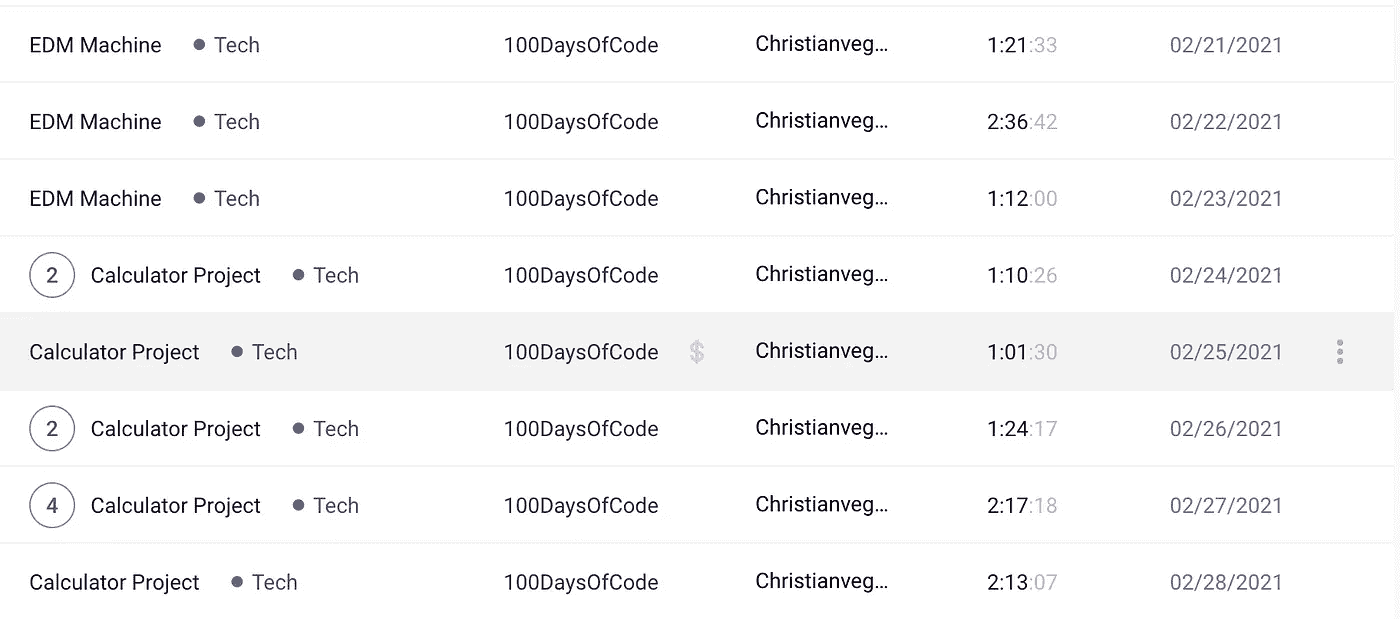 EDM Machine Tech 100DaysOfCode Christianveg... 1:21:33 02/21/2021
EDM Machine Tech 100DaysOfCode Christianveg... 2:36:42 02/22/2021
EDM Machine Tech 100DaysOfCode Christianveg... 1:12:00 02/23/2021
2 Calculator Project Tech 100DaysOfCode Christianveg... 1:10:26 02/24/2021
Calculator Project Tech 100DaysOfCode $ Christianveg... 1:01:30 02/25/2021
2 Calculator Project Tech 100DaysOfCode Christianveg... 1:24:17 02/26/2021
4 Calculator Project Tech 100DaysOfCode Christianveg... 2:17:18 02/27/2021
Calculator Project Tech 100DaysOfCode Christianveg... 2:13:07 02/28/2021